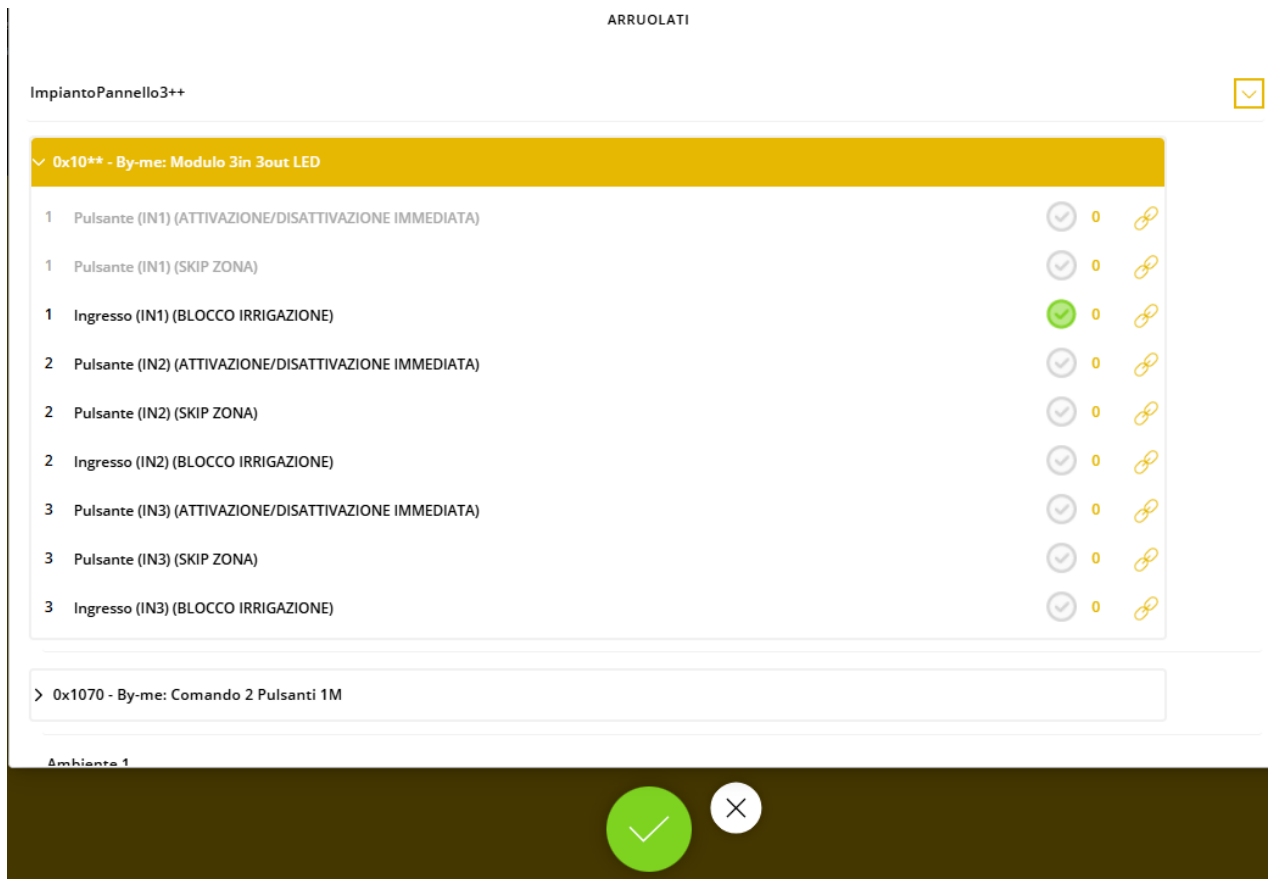 ARRUOLATI
ImpiantoPannello3++
0x10** - By-me: Modulo 3in 3out LED
1 Pulsante (IN1) (ATTIVAZIONE/DISATTIVAZIONE IMMEDIATA) 0
1 Pulsante (IN1) (SKIP ZONA) 0
1 Ingresso (IN1) (BLOCCO IRRIGAZIONE) 0
2 Pulsante (IN2) (ATTIVAZIONE/DISATTIVAZIONE IMMEDIATA) 0
2 Pulsante (IN2) (SKIP ZONA) 0
2 Ingresso (IN2) (BLOCCO IRRIGAZIONE) 0
3 Pulsante (IN3) (ATTIVAZIONE/DISATTIVAZIONE IMMEDIATA) 0
3 Pulsante (IN3) (SKIP ZONA) 0
3 Ingresso (IN3) (BLOCCO IRRIGAZIONE) 0
0x1070 - By-me: Comando 2 Pulsanti 1M
Ambiente 1